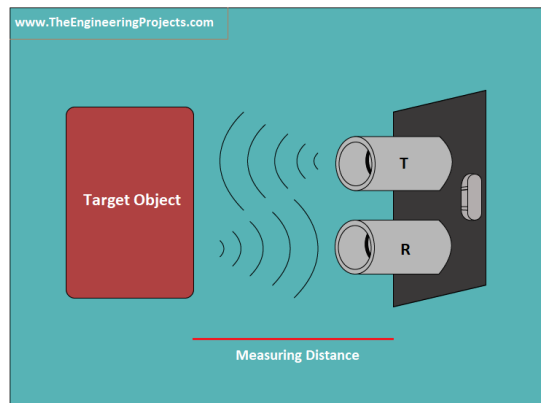 www.TheEngineeringProjects.com
Target Object
T
R
Measuring Distance